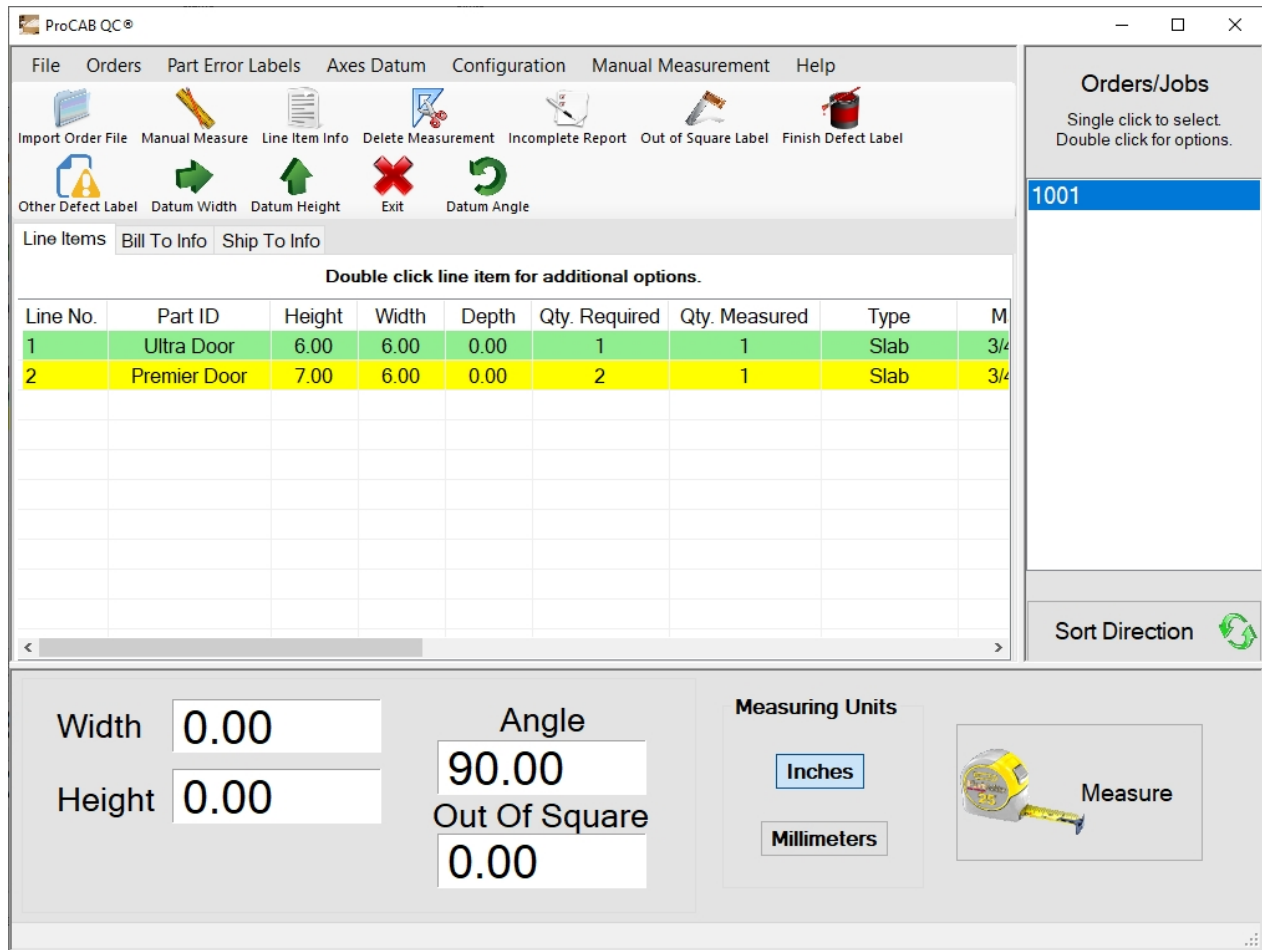 ProCAB QC®
File Orders Part Error Labels Axes Datum Configuration Manual Measurement Help
Import Order File Manual Measure Line Item Info Delete Measurement Incomplete Report Out of Square Label Finish Defect Label
Other Defect Label Datum Width Datum Height Exit Datum Angle
Line Items Bill To Info Ship To Info
Double click line item for additional options.
Line No. Part ID Height Width Depth Qty. Required Qty. Measured Type M
1 Ultra Door 6.00 6.00 0.00 1 1 Slab 3/4
2 Premier Door 7.00 6.00 0.00 2 1 Slab 3/4
Orders/Jobs
Single click to select.
Double click for options.
1001
Sort Direction
Width 0.00
Height 0.00
Angle
90.00
Out Of Square
0.00
Measuring Units
Inches
Millimeters
Measure